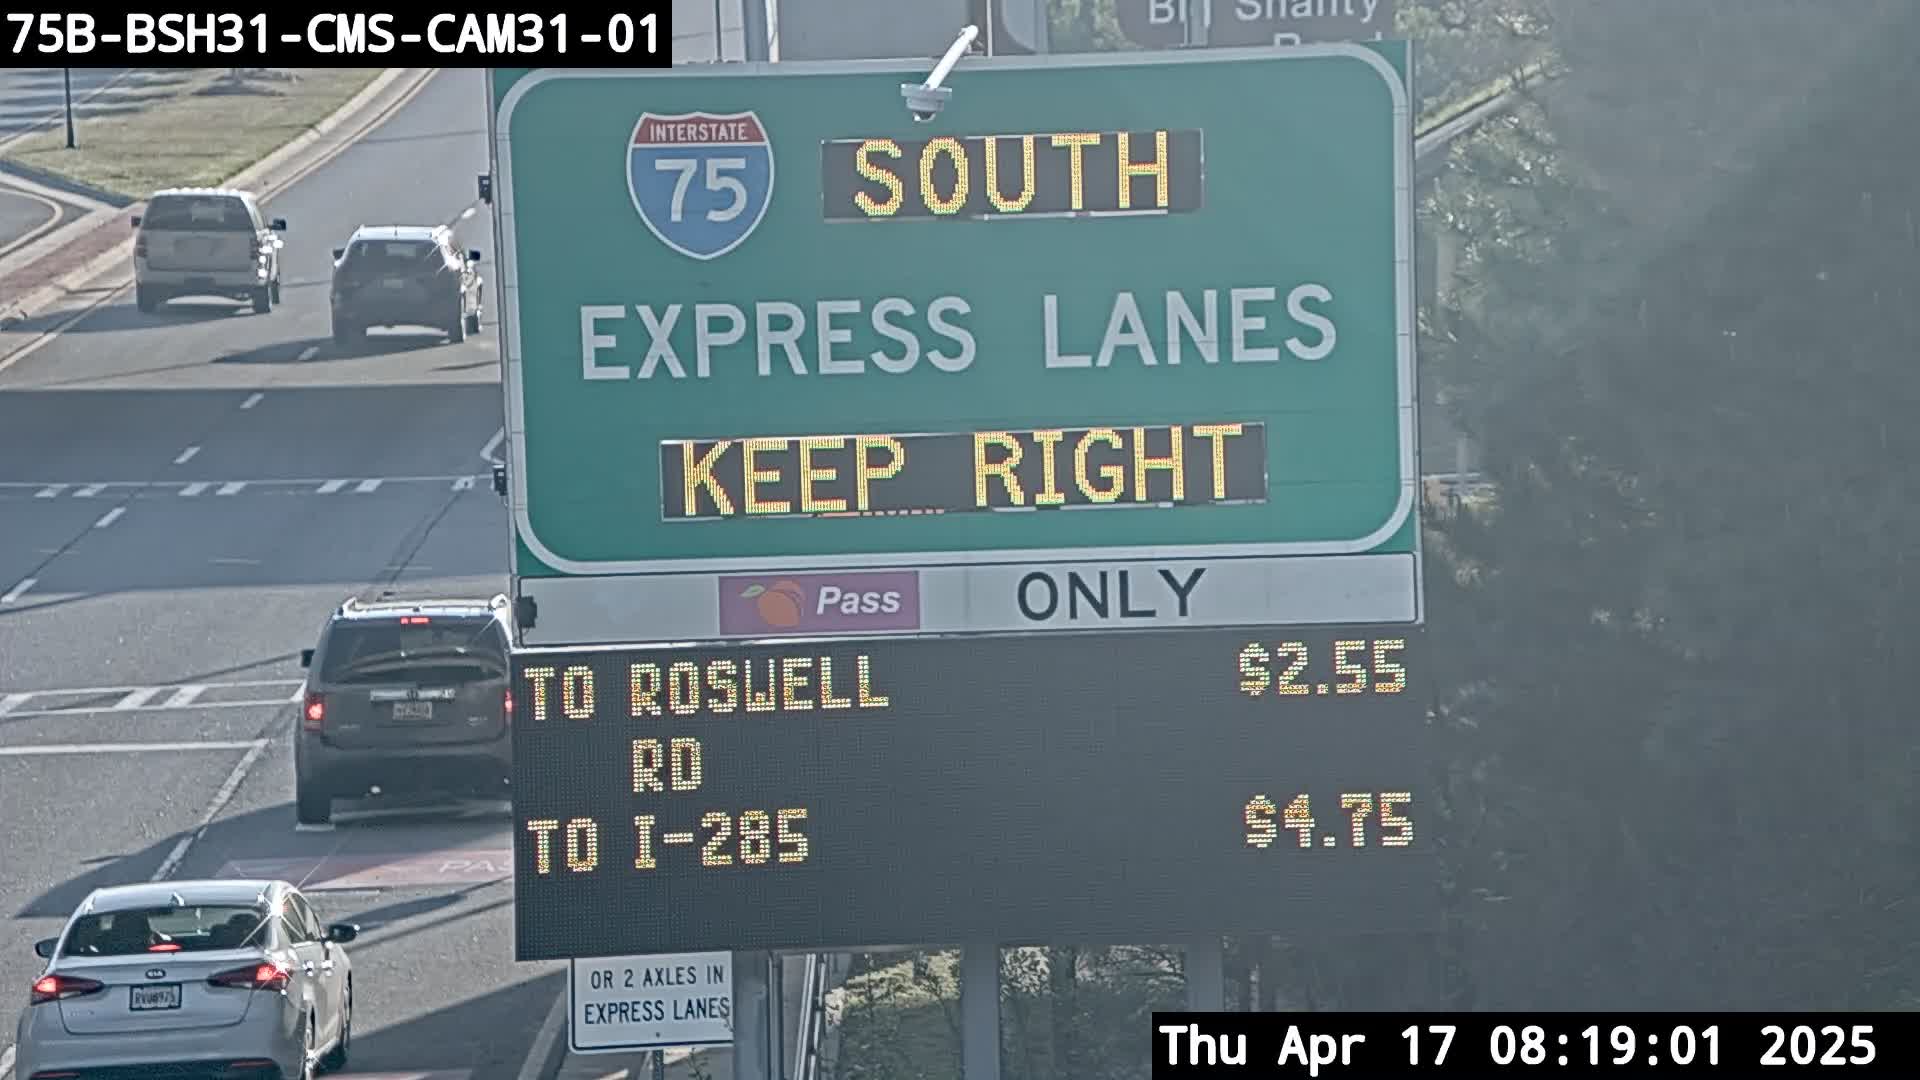 75B-BSH31-CMS-CAM31-01
Shanty
INTERSTATE
75
SOUTH
EXPRESS LANES
KEEP RIGHT
Pass ONLY
TO ROSWELL $2.55
RD
TO I-285 $4.75
OR 2 AXLES IN
EXPRESS LANES
Thu Apr 17 08:19:01 2025